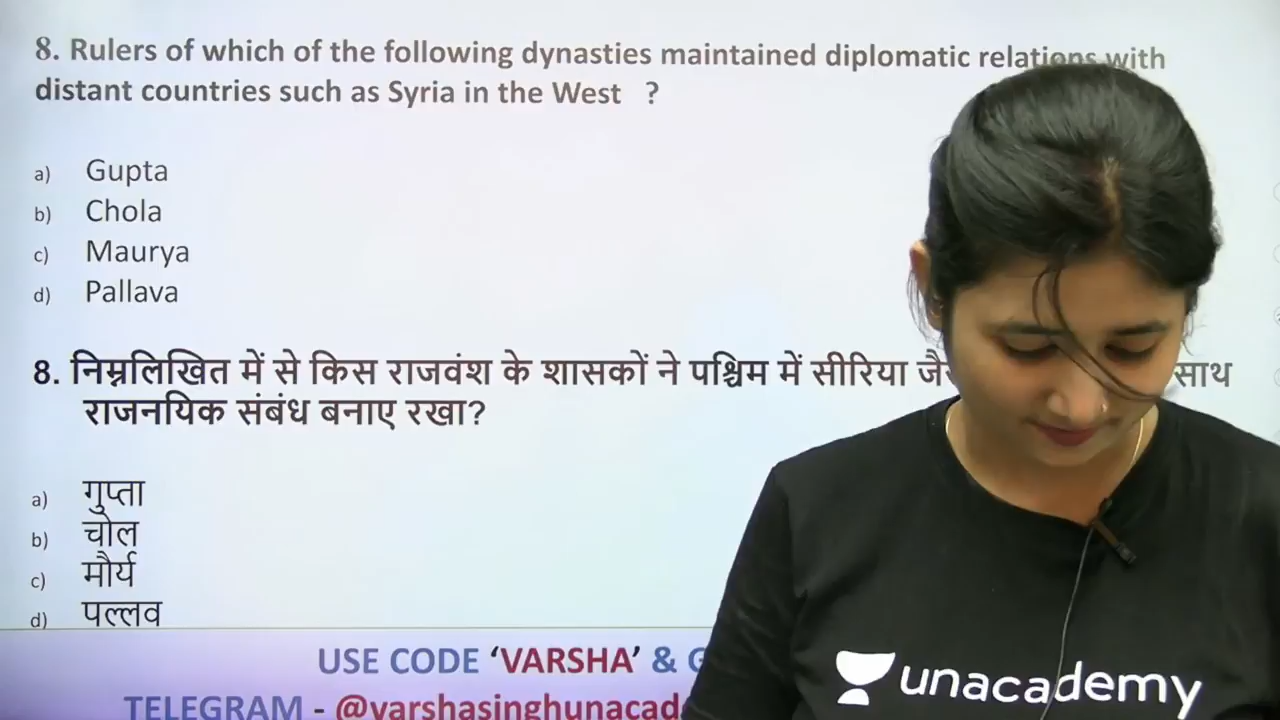 8. Rulers of which of the following dynasties maintained diplomatic relations with
distant countries such as Syria in the West ?
a) Gupta
b) Chola
c) Maurya
d) Pallava
8. निम्नलिखित में से किस राजवंश के शासकों ने पश्चिम में सीरिया साथ
राजनयिक संबंध बनाए रखा?
a) गुप्ता
b) चोल
c) मौर्य
d) पल्लव
USE CODE ‘VARSHA’ &
TELEGRAM - @varshasinghunacad
unacademy